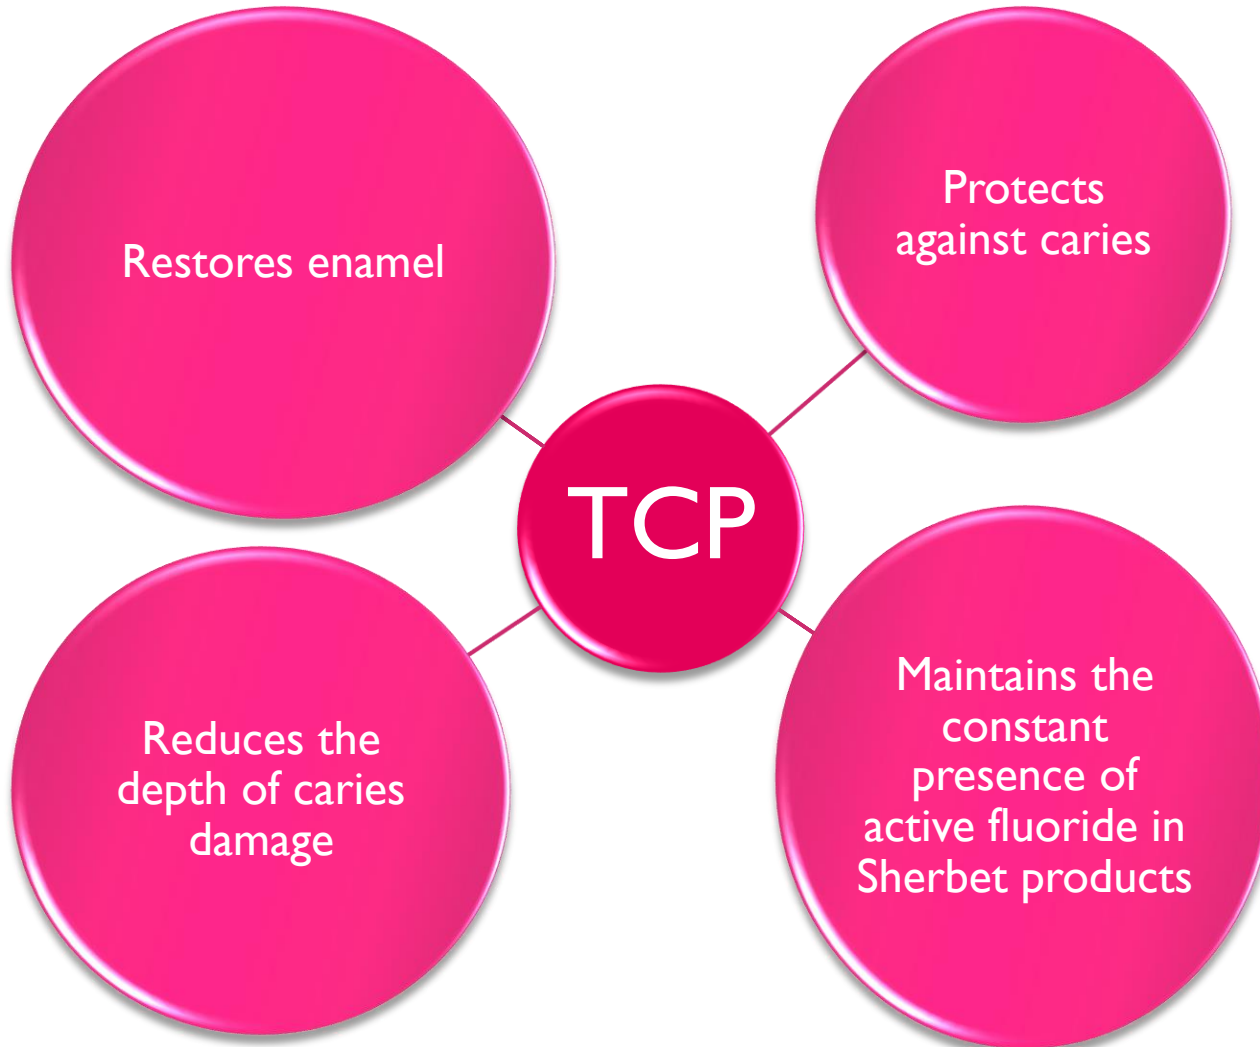 Restores enamel
Protects
against caries
TCP
Reduces the
depth of caries
damage
Maintains the
constant
presence of
active fluoride in
Sherbet products